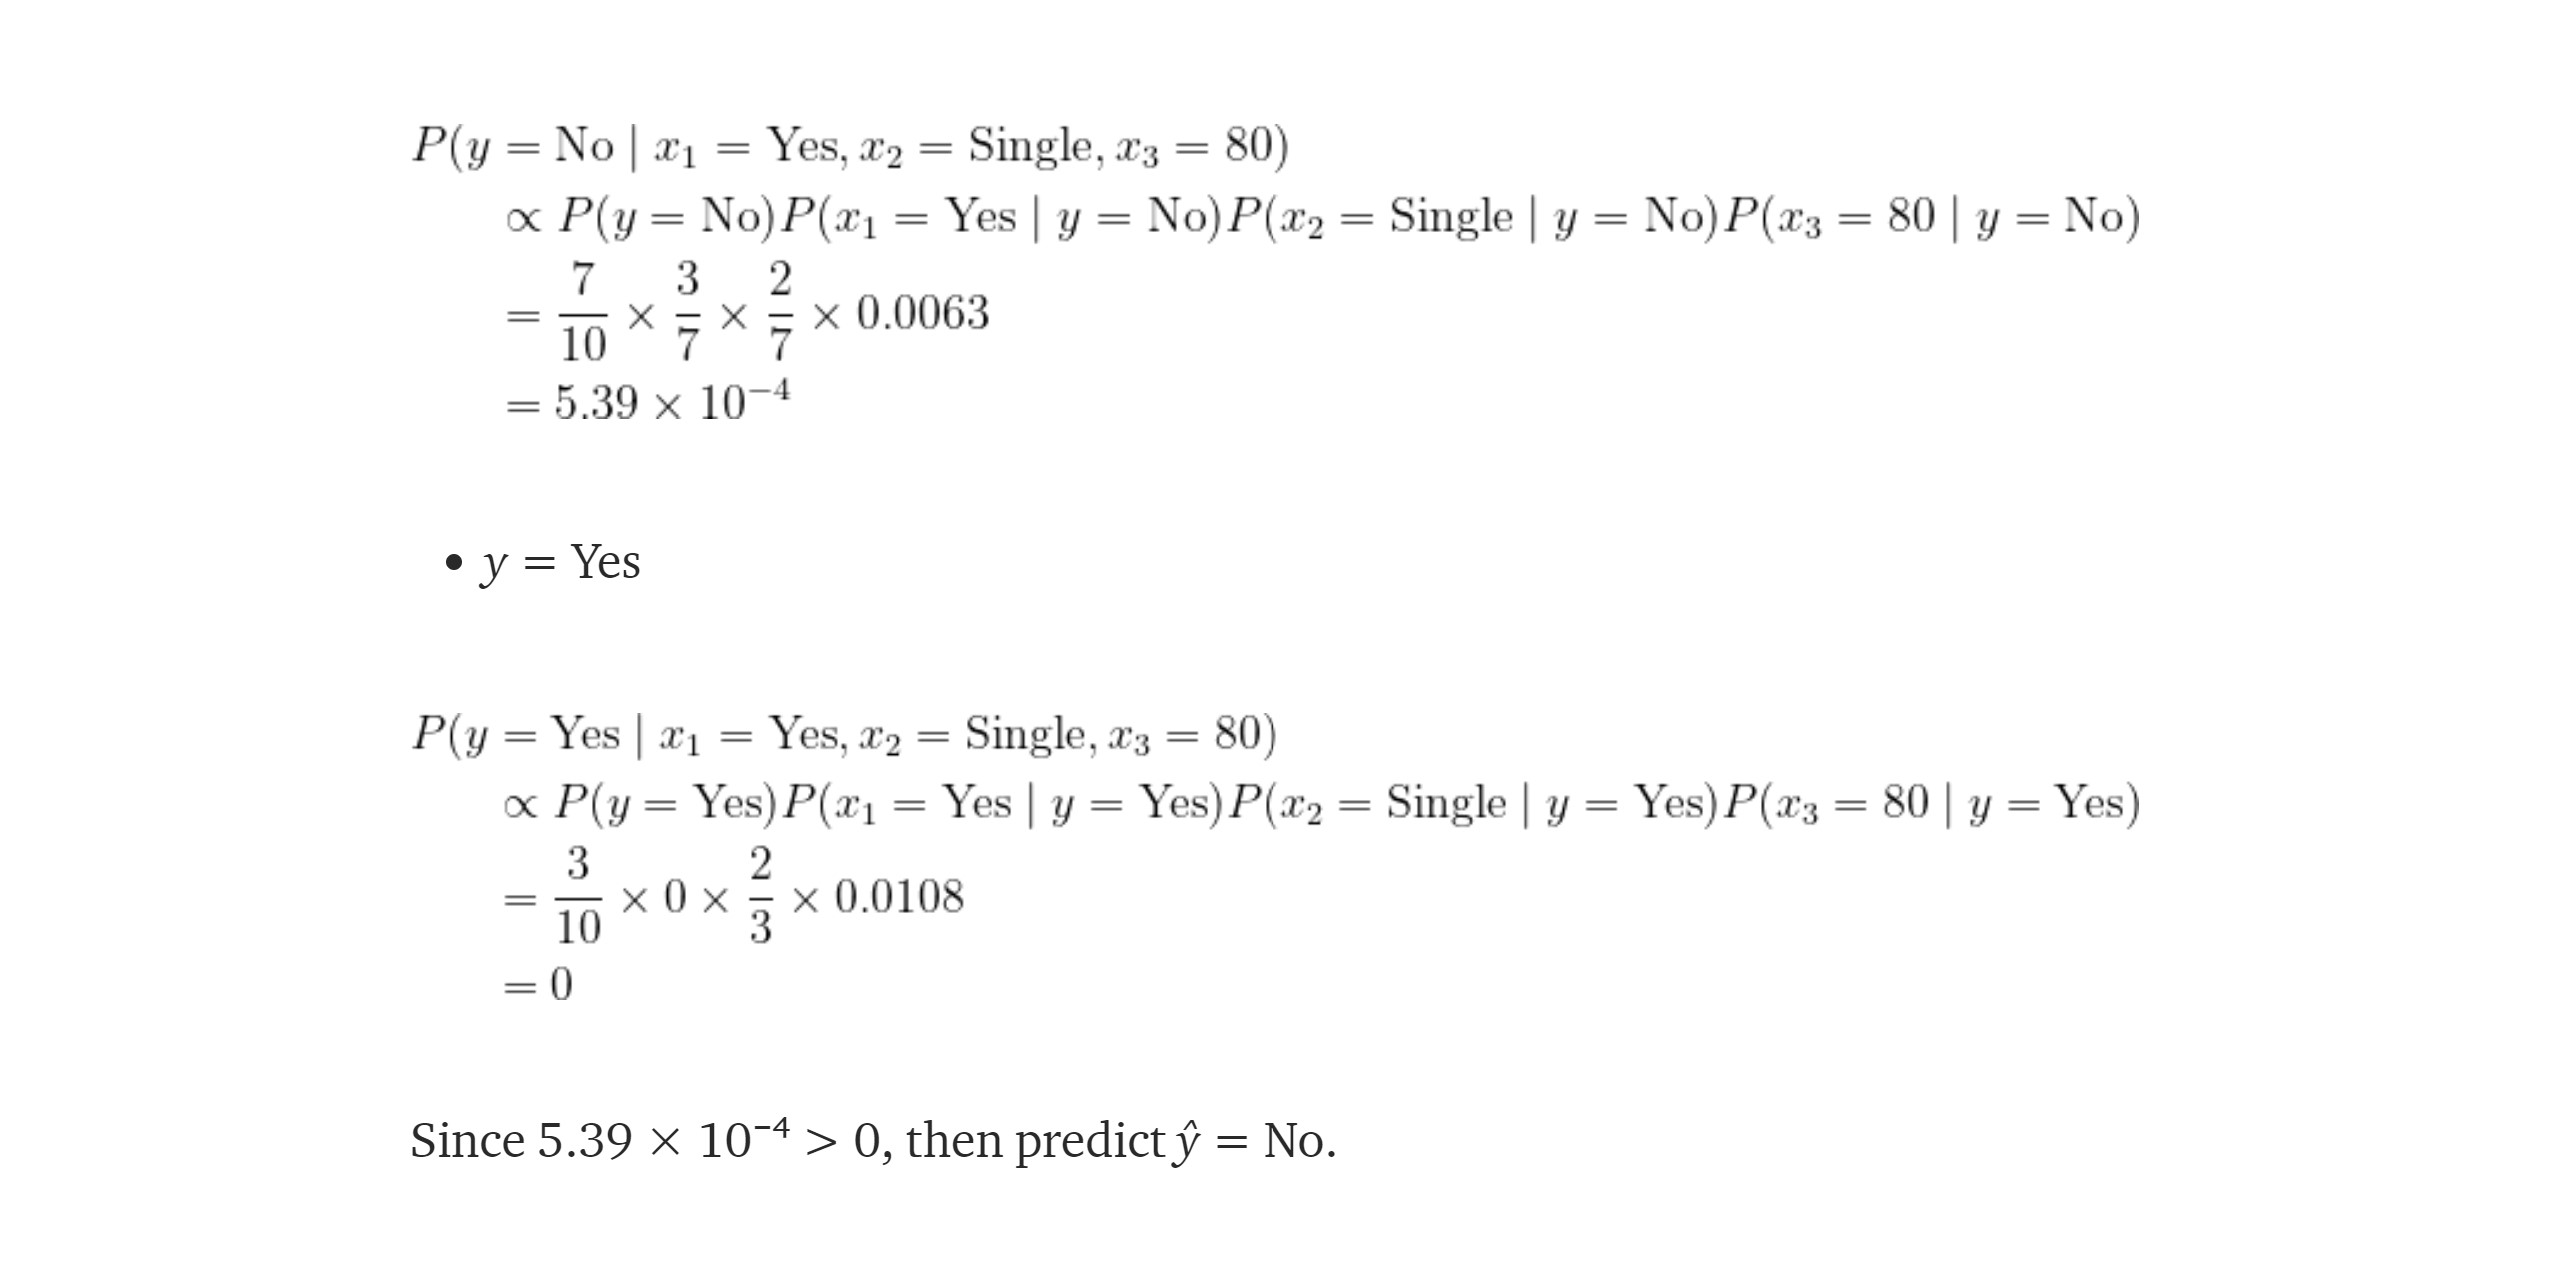 P(y = No | x₁ = Yes, x₂ = Single, x₃ = 80)
∝ P(y = No)P(x₁ = Yes | y = No)P(x₂ = Single | y = No)P(x₃ = 80 | y = No)
= 7/10 × 3/7 × 2/7 × 0.0063
= 5.39 × 10⁻⁴
• y = Yes
P(y = Yes | x₁ = Yes, x₂ = Single, x₃ = 80)
∝ P(y = Yes)P(x₁ = Yes | y = Yes)P(x₂ = Single | y = Yes)P(x₃ = 80 | y = Yes)
= 3/10 × 0 × 2/3 × 0.0108
= 0
Since 5.39 × 10⁻⁴ > 0, then predict ŷ = No.